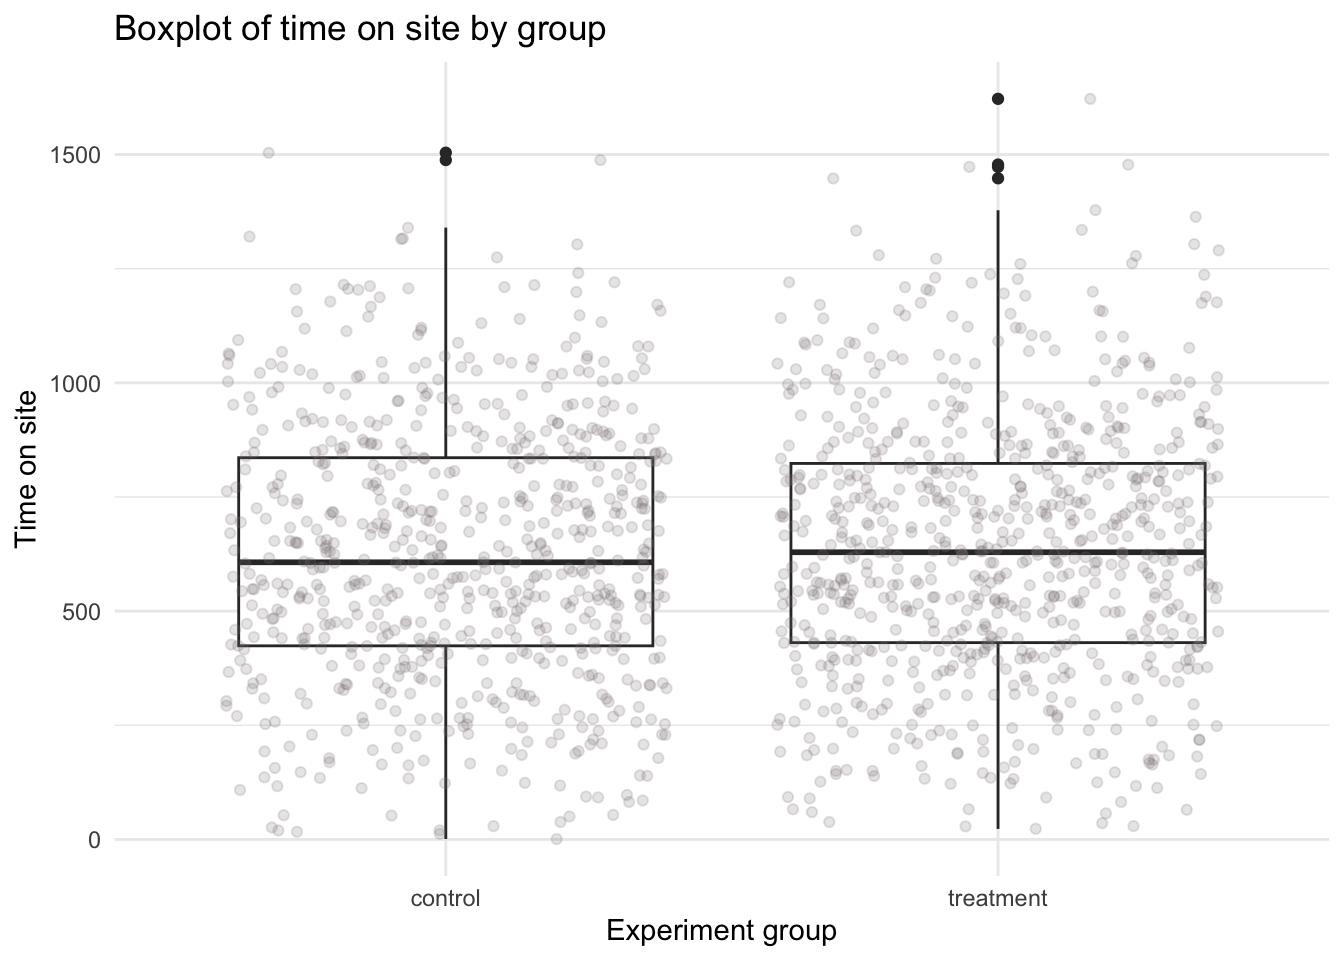 Boxplot of time on site by group
1500
1000
500
0
Time on site
control treatment
Experiment group